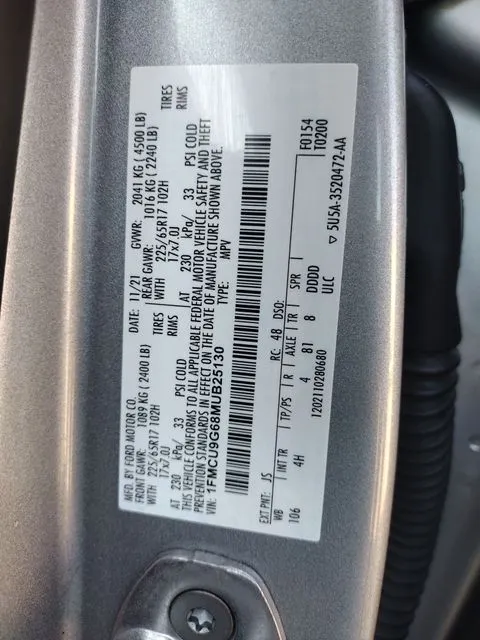 MFD. BY FORD MOTOR CO.
DATE: 11/21 GVWR: 2041 KG ( 4500 LB)
FRONT GAWR: 1089 KG ( 2400 LB) REAR GAWR: 1016 KG ( 2240 LB)
WITH 225/65R17 102H TIRES WITH 225/65R17 102H TIRES
17x7.0J RIMS 17x7.0J RIMS
AT 230 kPa/ 33 PSI COLD AT 230 kPa/ 33 PSI COLD
THIS VEHICLE CONFORMS TO ALL APPLICABLE FEDERAL MOTOR VEHICLE SAFETY AND THEFT
PREVENTION STANDARDS IN EFFECT ON THE DATE OF MANUFACTURE SHOWN ABOVE.
VIN: 1FMCU9G68MUB25130 TYPE: MPV
EXT PNT: JS RC: 48 DSO: F0154
T0200
WB INT TR TP/PS R AXLE TR SPR
106 4H 4 81 8 DDDD
1202110280680 ULC
▽ 5U5A-3520472-AA